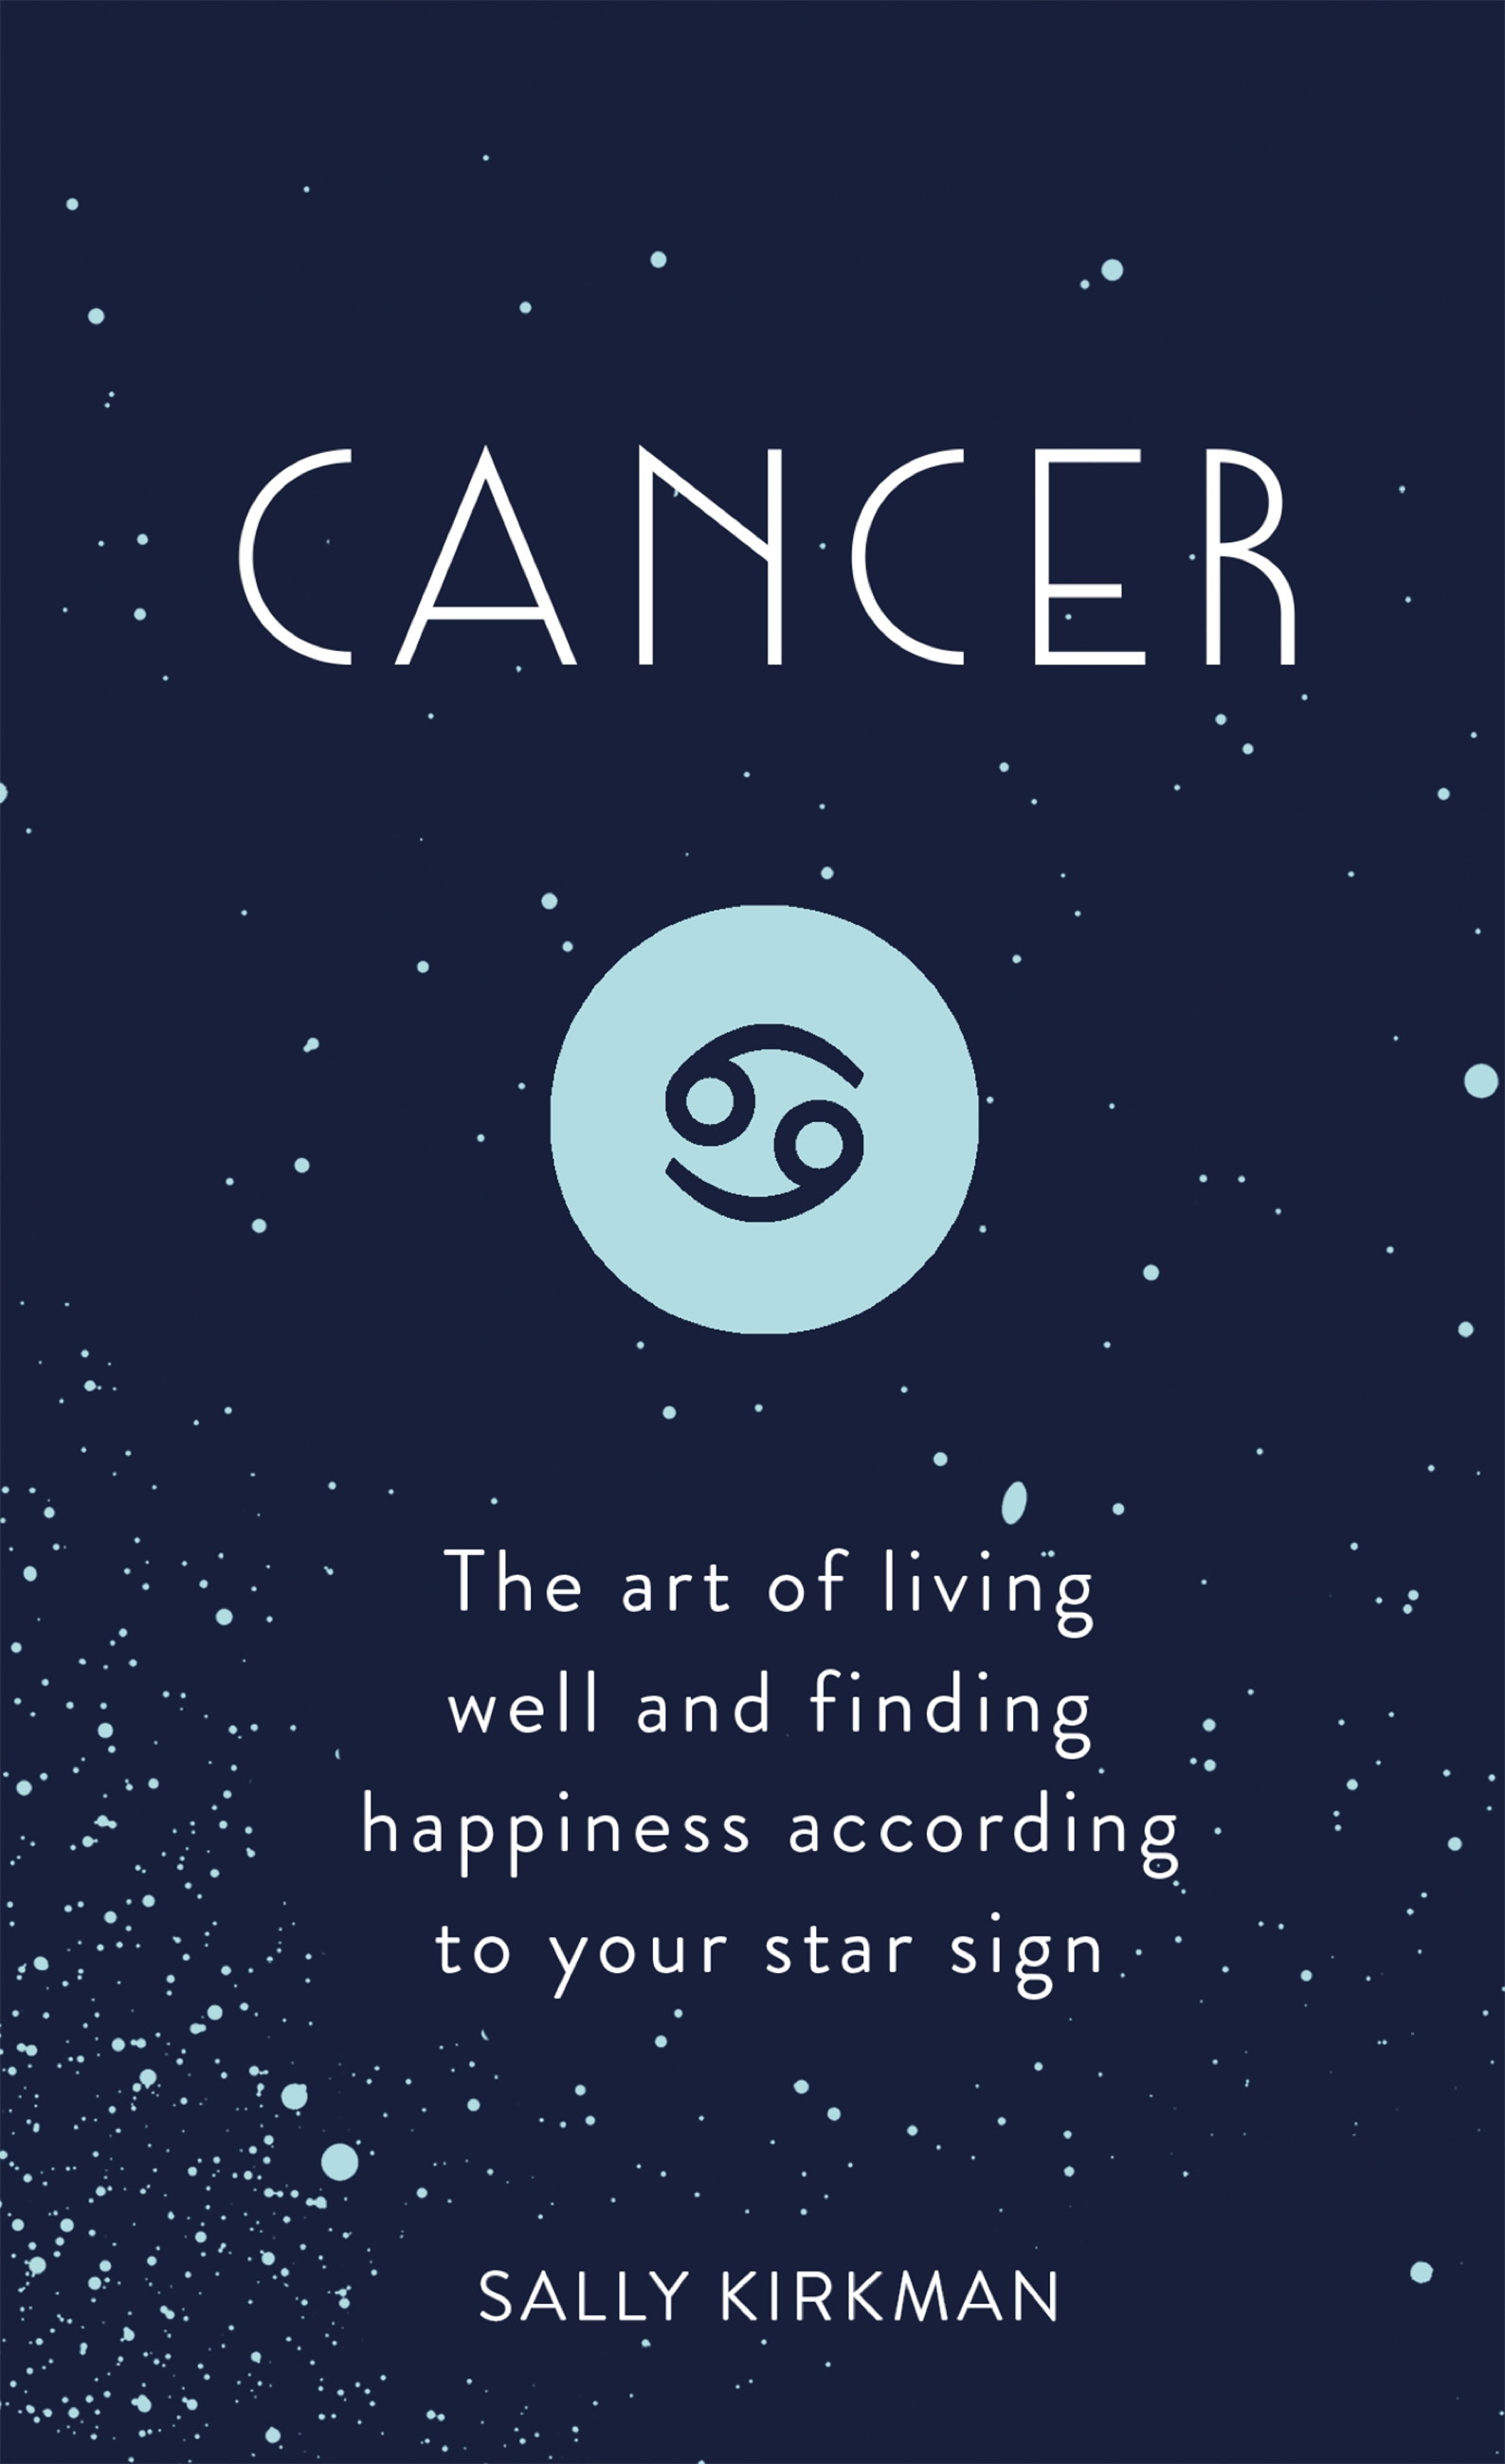 CANCER
The art of living
well and finding
happiness according
to your star sign
SALLY KIRKMAN